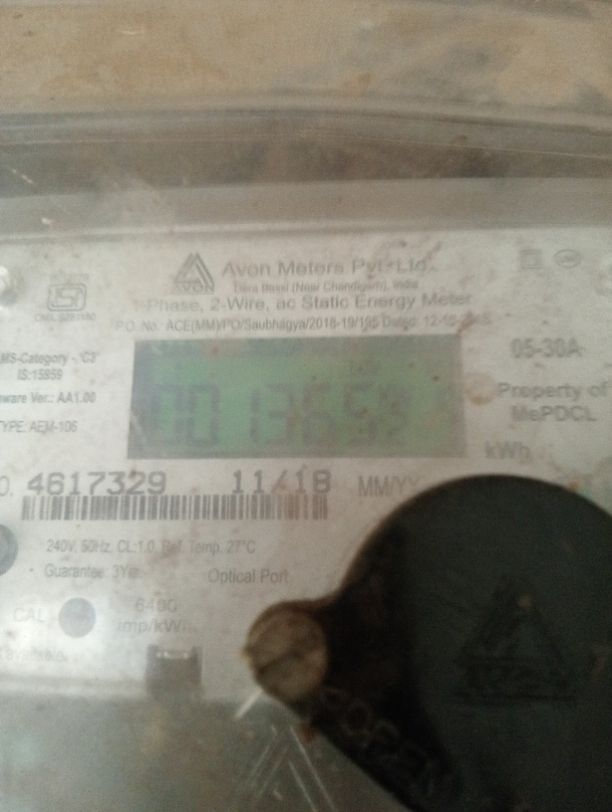 AVON
Avon Meters Pvt. Ltd.
Dera Bassi (Near Chandigarh), India
1-Phase, 2-Wire, ac Static Energy Meter
P.O. No.: ACE(MM)/PO/Saubhagya/2018-19/195 Dated:
MS-Category - 'C3'
IS:15959
ware Ver.: AA1.00
TYPE: AEM-106
05-30A
Property of
MePDCL
kWh
4617329 11/18 MM/YY
240V, 50Hz, CL:1.0, Ref. Temp. 27°C
Guarantee: Optical Port
CAL
imp/kWh